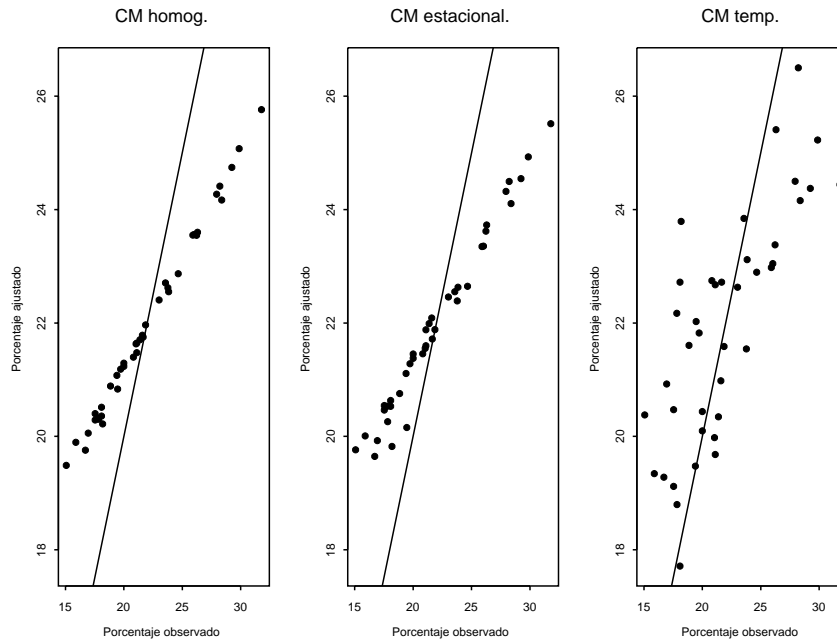 CM homog.
CM estacional.
CM temp.
26
24
22
20
18
Porcentaje ajustado
15 20 25 30
Porcentaje observado
26
24
22
20
18
Porcentaje ajustado
15 20 25 30
Porcentaje observado
26
24
22
20
18
Porcentaje ajustado
15 20 25 30
Porcentaje observado